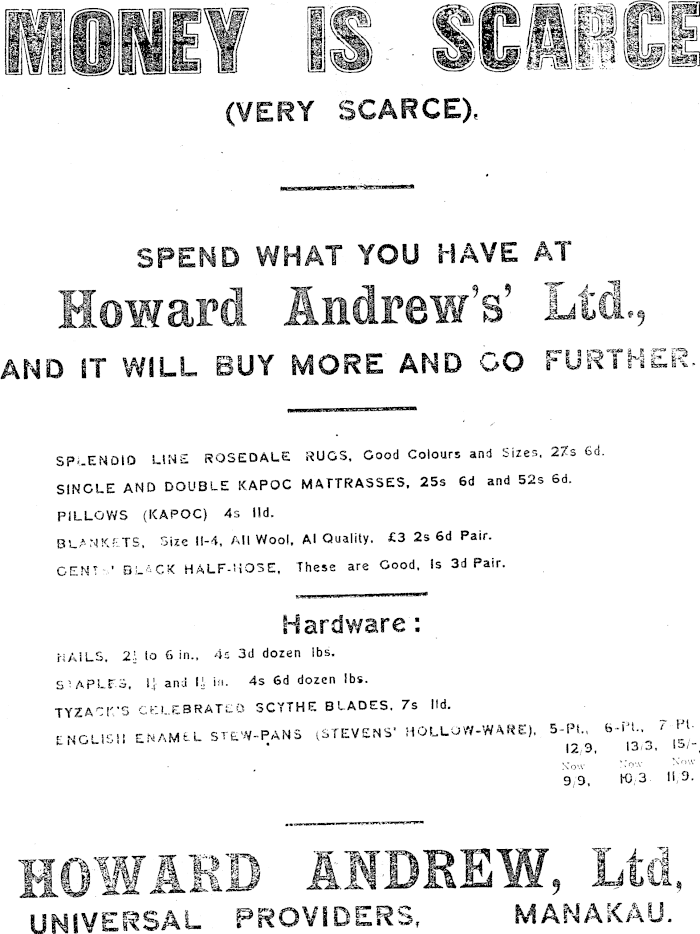 MONEY IS SCARCE
(VERY SCARCE).
SPEND WHAT YOU HAVE AT
Howard Andrew's' Ltd.,
AND IT WILL BUY MORE AND GO FURTHER.
SPLENDID LINE ROSEDALE RUGS, Good Colours and Sizes, 27s 6d.
SINGLE AND DOUBLE KAPOC MATTRASSES, 25s 6d and 52s 6d.
PILLOWS (KAPOC) 4s 11d.
BLANKETS, Size 11-4, All Wool, A1 Quality. £3 2s 6d Pair.
GENTS' BLACK HALF-HOSE, These are Good, 1s 3d Pair.
Hardware:
NAILS, 2½ to 6 in., 4s 3d dozen lbs.
STAPLES, 1¼ and 1½ in. 4s 6d dozen lbs.
TYZACK'S CELEBRATED SCYTHE BLADES, 7s 11d.
ENGLISH ENAMEL STEW-PANS (STEVENS' HOLLOW-WARE), 5-Pt., 6-Pt., 7-Pt.
12/9, 13/3, 15/-,
Now Now Now
9/9, 10/3 11/9.
HOWARD ANDREW, Ltd,
UNIVERSAL PROVIDERS, MANAKAU.